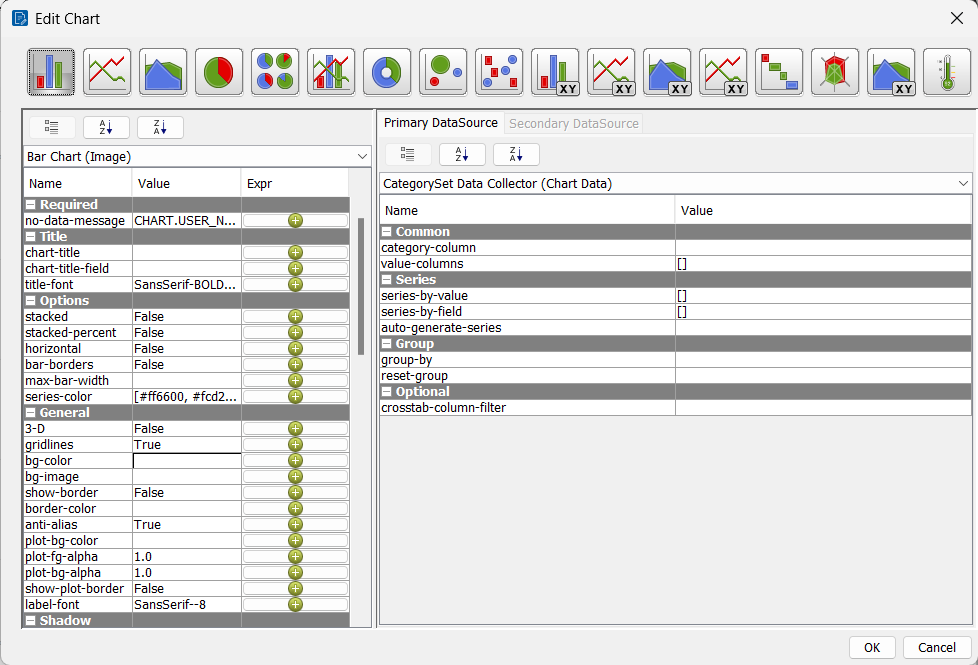 Edit Chart
XY XY XY XY XY
A Z
Z A
Bar Chart (Image)
Name Value Expr
Required
no-data-message CHART.USER_N...
Title
chart-title
chart-title-field
title-font SansSerif-BOLD...
Options
stacked False
stacked-percent False
horizontal False
bar-borders False
max-bar-width
series-color [#ff6600, #fcd2...
General
3-D False
gridlines True
bg-color
bg-image
show-border False
border-color
anti-alias True
plot-bg-color
plot-fg-alpha 1.0
plot-bg-alpha 1.0
show-plot-border False
label-font SansSerif--8
Shadow
Primary DataSource Secondary DataSource
A Z
Z A
CategorySet Data Collector (Chart Data)
Name Value
Common
category-column
value-columns []
Series
series-by-value []
series-by-field []
auto-generate-series
Group
group-by
reset-group
Optional
crosstab-column-filter
OK Cancel